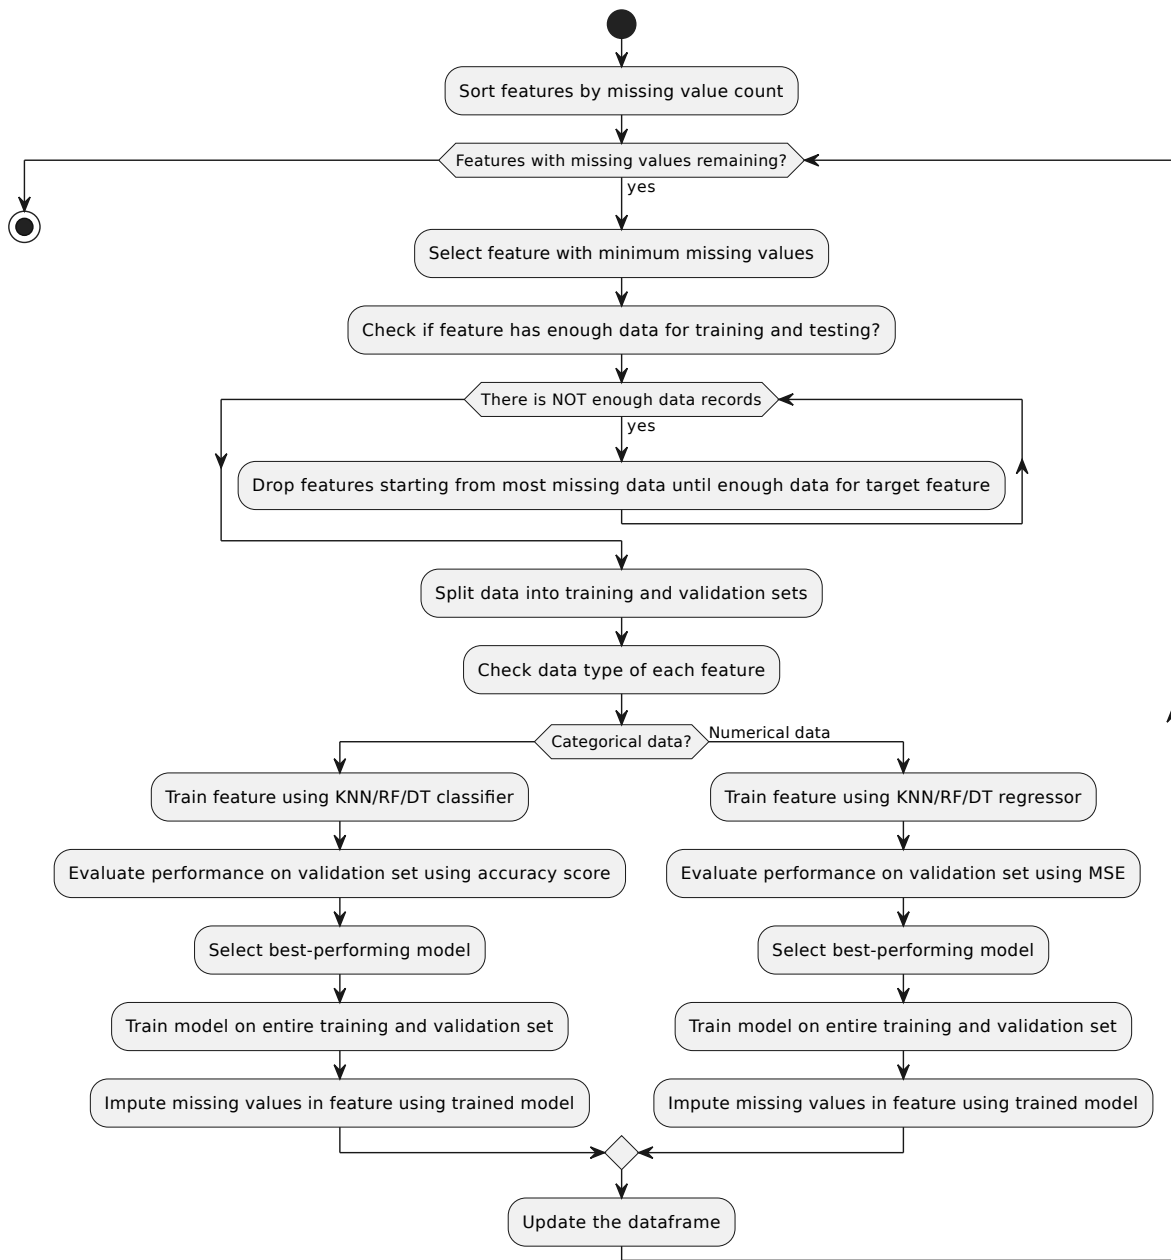 Sort features by missing value count
Features with missing values remaining?
yes
Select feature with minimum missing values
Check if feature has enough data for training and testing?
There is NOT enough data records
yes
Drop features starting from most missing data until enough data for target feature
Split data into training and validation sets
Check data type of each feature
Categorical data?
Numerical data
Train feature using KNN/RF/DT classifier
Train feature using KNN/RF/DT regressor
Evaluate performance on validation set using accuracy score
Evaluate performance on validation set using MSE
Select best-performing model
Select best-performing model
Train model on entire training and validation set
Train model on entire training and validation set
Impute missing values in feature using trained model
Impute missing values in feature using trained model
Update the dataframe